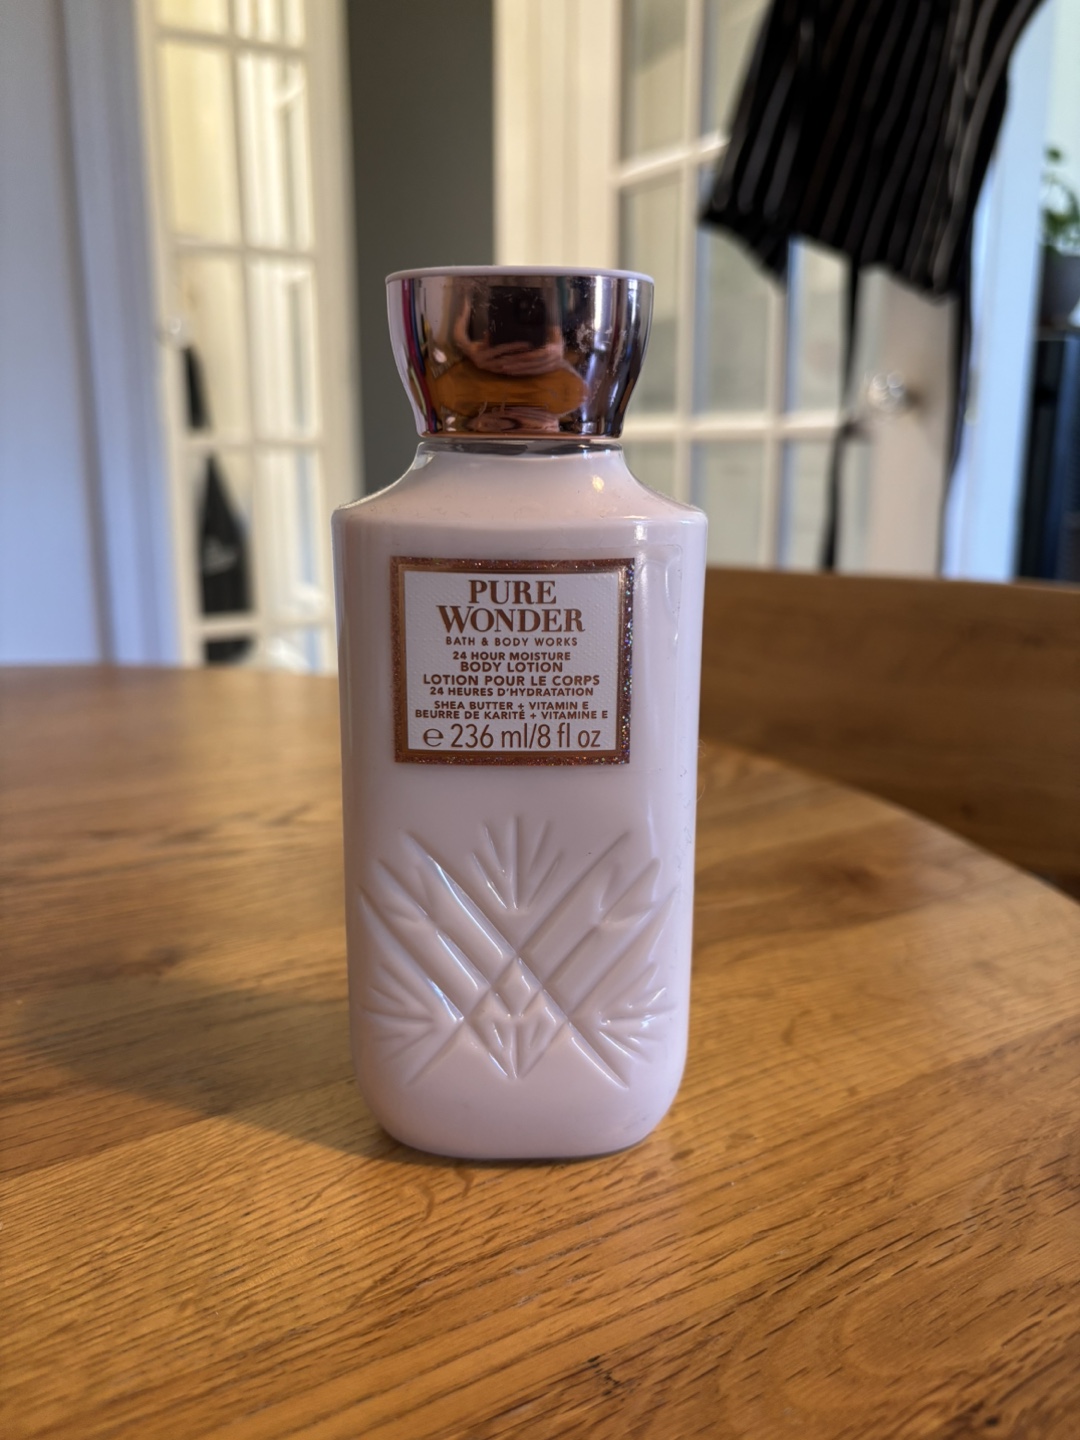 PURE
WONDER
BATH & BODY WORKS
24 HOUR MOISTURE
BODY LOTION
LOTION POUR LE CORPS
24 HEURES D'HYDRATATION
SHEA BUTTER + VITAMIN E
BEURRE DE KARITÉ + VITAMINE E
℮ 236 ml/8 fl oz